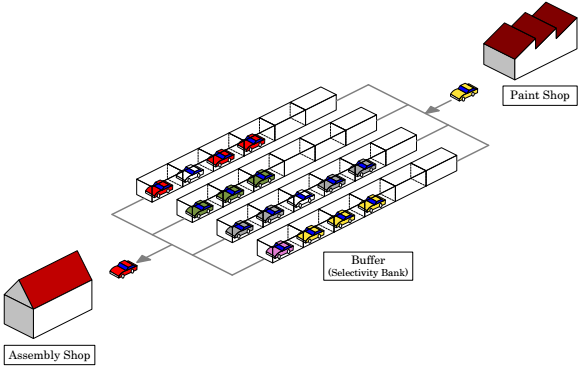 Paint Shop
Buffer
(Selectivity Bank)
Assembly Shop